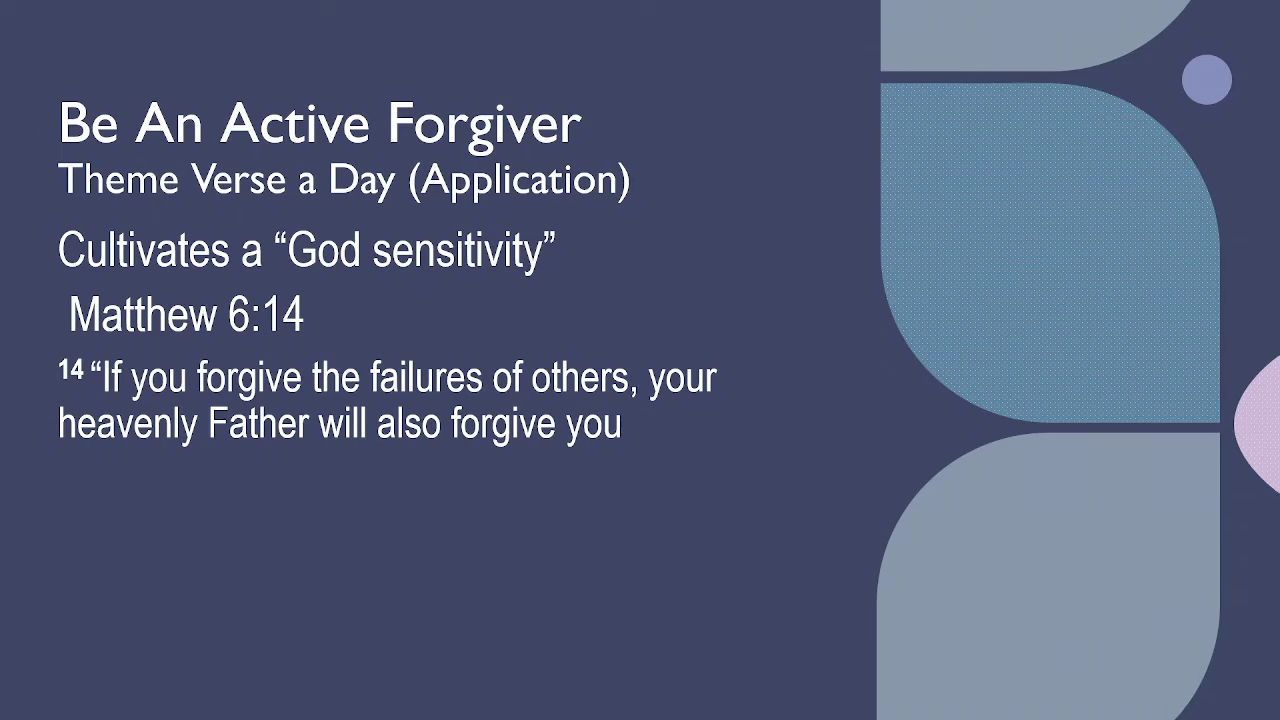 Be An Active Forgiver
Theme Verse a Day (Application)
Cultivates a “God sensitivity”
Matthew 6:14
14 “If you forgive the failures of others, your
heavenly Father will also forgive you